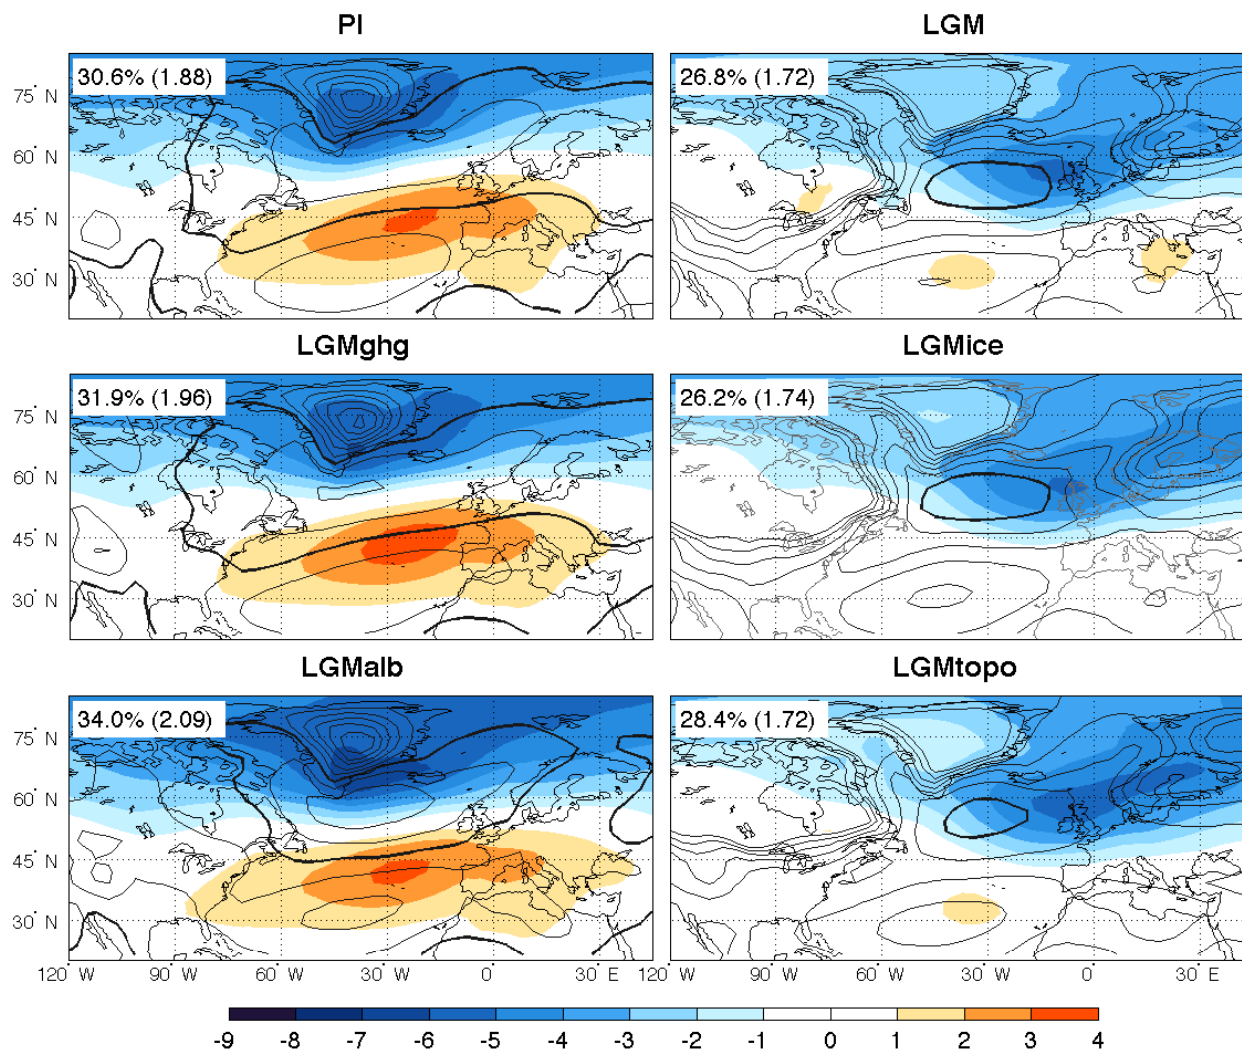 PI LGM
30.6% (1.88) 26.8% (1.72)
75° N
60° N
45° N
30° N
LGMghg LGMice
31.9% (1.96) 26.2% (1.74)
75° N
60° N
45° N
30° N
LGMalb LGMtopo
34.0% (2.09) 28.4% (1.72)
75° N
60° N
45° N
30° N
120° W 90° W 60° W 30° W 0° 30° E 120° W 90° W 60° W 30° W 0° 30° E
-9 -8 -7 -6 -5 -4 -3 -2 -1 0 1 2 3 4